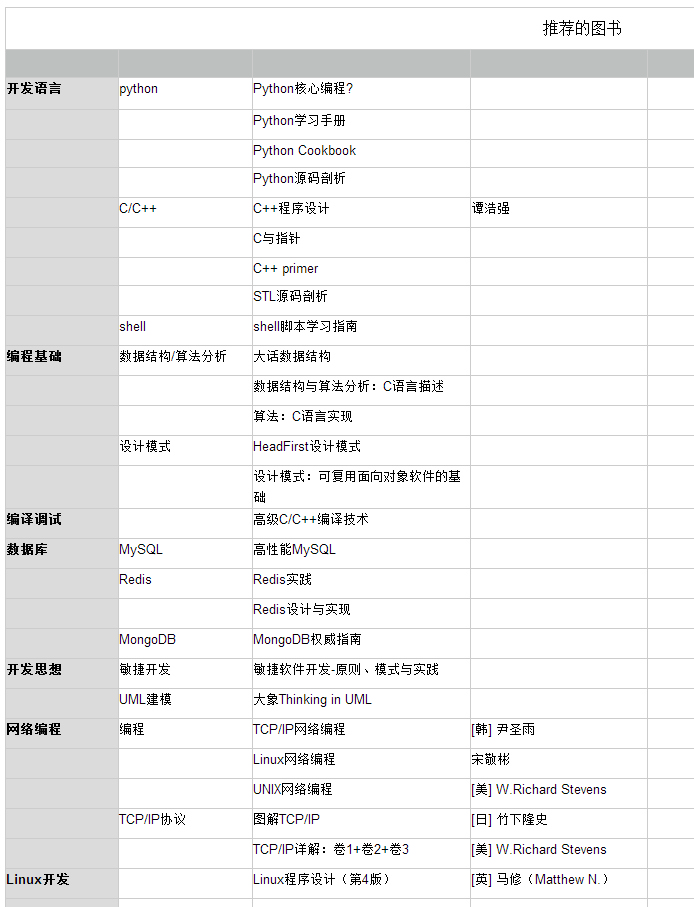 推荐的图书
开发语言 python Python核心编程?
Python学习手册
Python Cookbook
Python源码剖析
C/C++ C++程序设计 谭浩强
C与指针
C++ primer
STL源码剖析
shell shell脚本学习指南
编程基础 数据结构/算法分析 大话数据结构
数据结构与算法分析：C语言描述
算法：C语言实现
设计模式 HeadFirst设计模式
设计模式：可复用面向对象软件的基
础
编译调试 高级C/C++编译技术
数据库 MySQL 高性能MySQL
Redis Redis实践
Redis设计与实现
MongoDB MongoDB权威指南
开发思想 敏捷开发 敏捷软件开发-原则、模式与实践
UML建模 大象Thinking in UML
网络编程 编程 TCP/IP网络编程 [韩] 尹圣雨
Linux网络编程 宋敬彬
UNIX网络编程 [美] W.Richard Stevens
TCP/IP协议 图解TCP/IP [日] 竹下隆史
TCP/IP详解：卷1+卷2+卷3 [美] W.Richard Stevens
Linux开发 Linux程序设计（第4版） [英] 马修（Matthew N.）